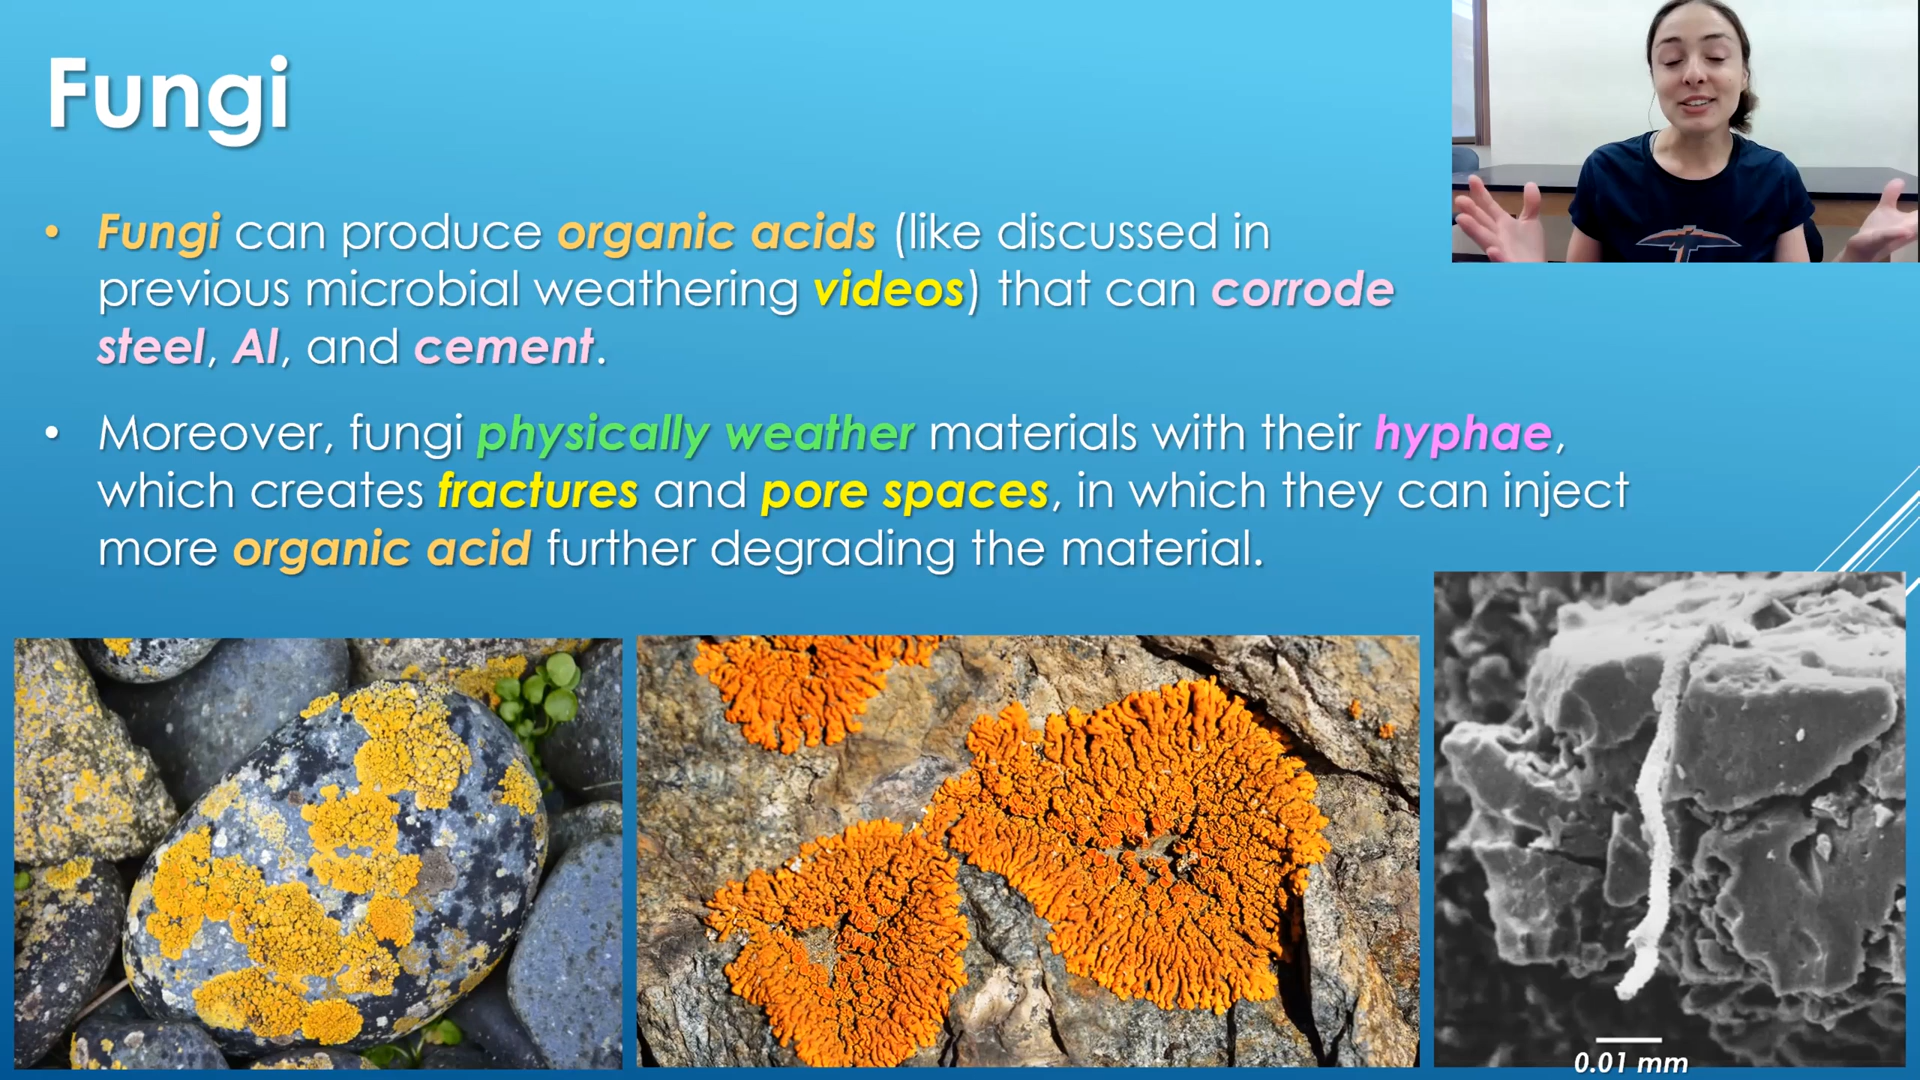 Fungi
• Fungi can produce organic acids (like discussed in
previous microbial weathering videos) that can corrode
steel, Al, and cement.
• Moreover, fungi physically weather materials with their hyphae,
which creates fractures and pore spaces, in which they can inject
more organic acid further degrading the material.
0.01 mm